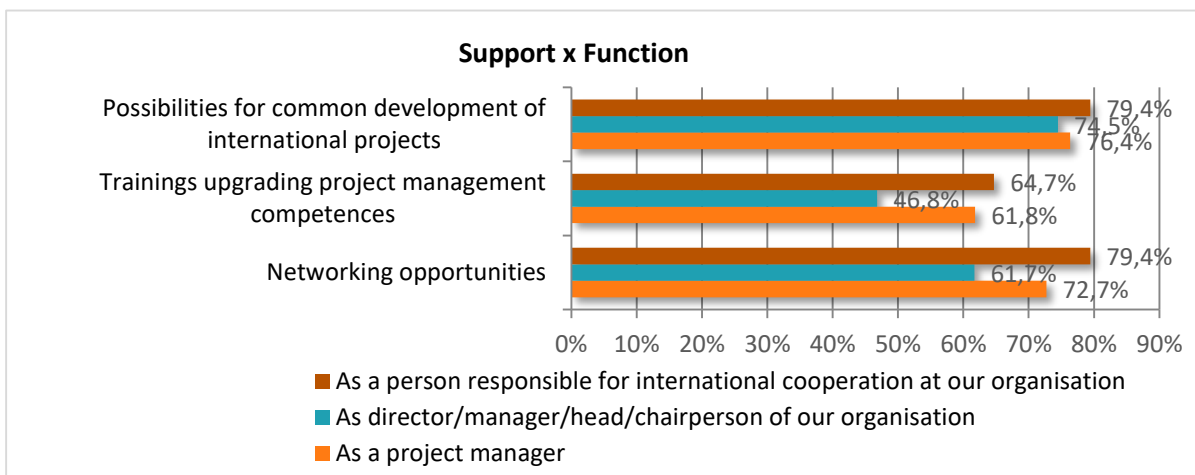 Support x Function
Possibilities for common development of
international projects
79,4%
74,5%
76,4%
Trainings upgrading project management
competences
64,7%
46,8%
61,8%
Networking opportunities
79,4%
61,7%
72,7%
0% 10% 20% 30% 40% 50% 60% 70% 80% 90%
As a person responsible for international cooperation at our organisation
As director/manager/head/chairperson of our organisation
As a project manager